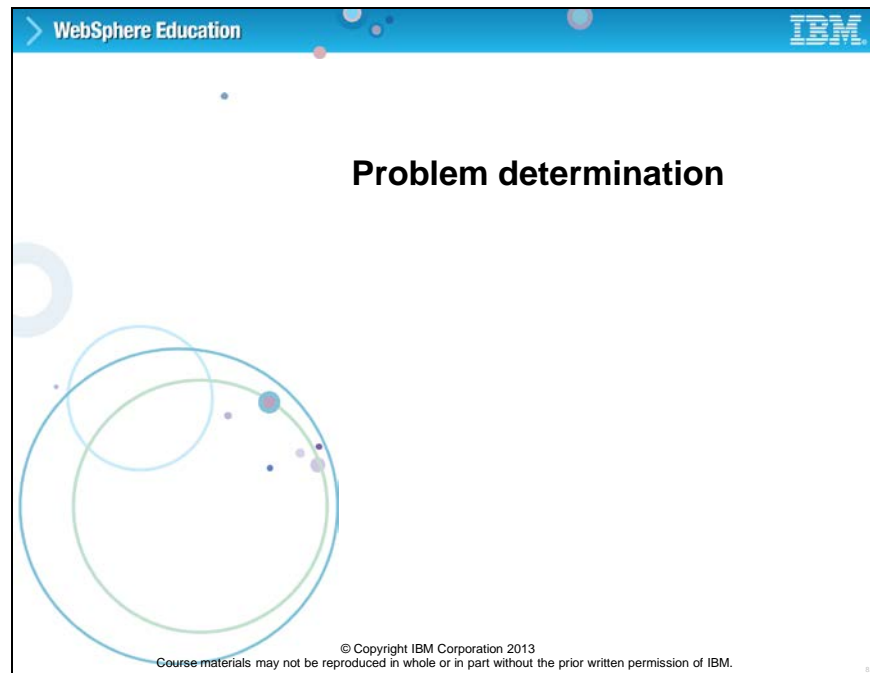 WebSphere Education
IBM
Problem determination
© Copyright IBM Corporation 2013
Course materials may not be reproduced in whole or in part without the prior written permission of IBM.